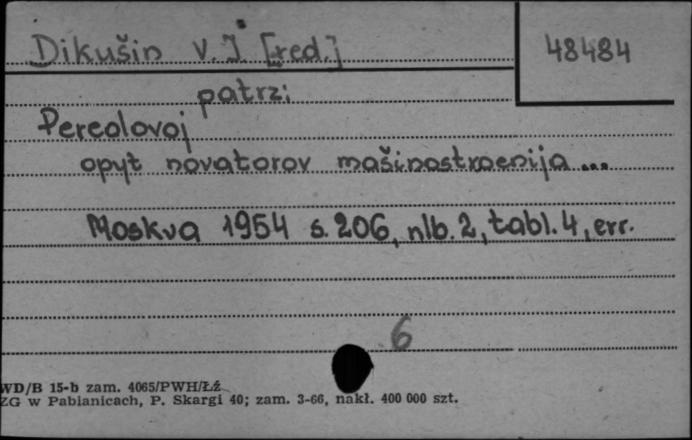 Dikušin V.I. [red.]
48484
patrz:
Peredovoj
opyt novatorov mašinostroenija ...
Moskva 1954 s. 206, nlb. 2, tabl. 4, err.
6
WD/B 15-b zam. 4065/PWH/Łź
ZG w Pabianicach, P. Skargi 40; zam. 3-66, nakł. 400 000 szt.